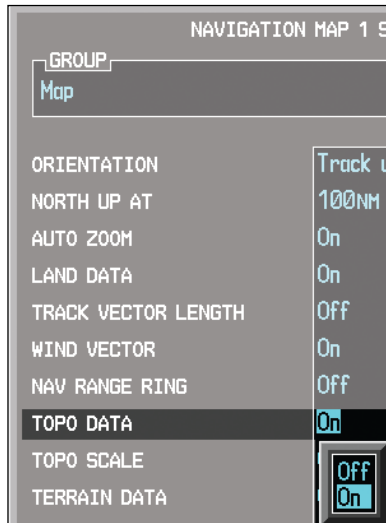 NAVIGATION MAP 1
GROUP
Map
ORIENTATION Track
NORTH UP AT 100NM
AUTO ZOOM On
LAND DATA On
TRACK VECTOR LENGTH Off
WIND VECTOR On
NAV RANGE RING Off
TOPO DATA On
TOPO SCALE
Off
TERRAIN DATA
On